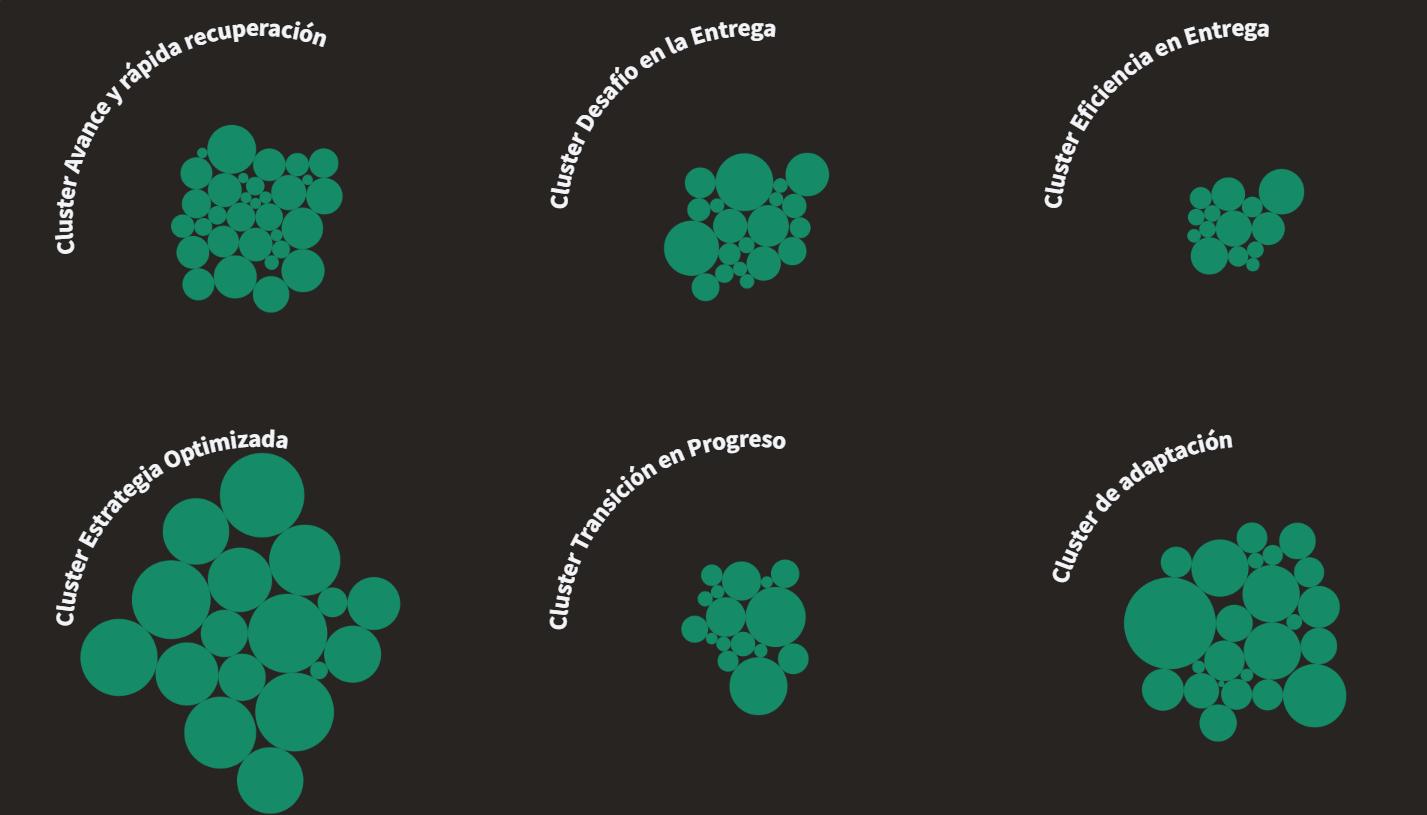 Cluster Avance y rápida recuperación
Cluster Desafío en la Entrega
Cluster Eficiencia en Entrega
Cluster Estrategia Optimizada
Cluster Transición en Progreso
Cluster de adaptación